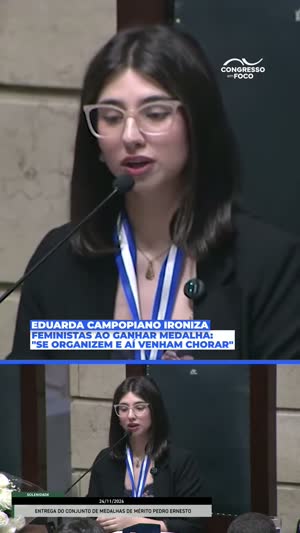 CONGRESSO
EM FOCO
EDUARDA CAMPOPIANO IRONIZA
FEMINISTAS AO GANHAR MEDALHA:
"SE ORGANIZEM E AÍ VENHAM CHORAR"
SOLENIDADE
24/11/2024
ENTREGA DO CONJUNTO DE MEDALHAS DE MÉRITO PEDRO ERNESTO